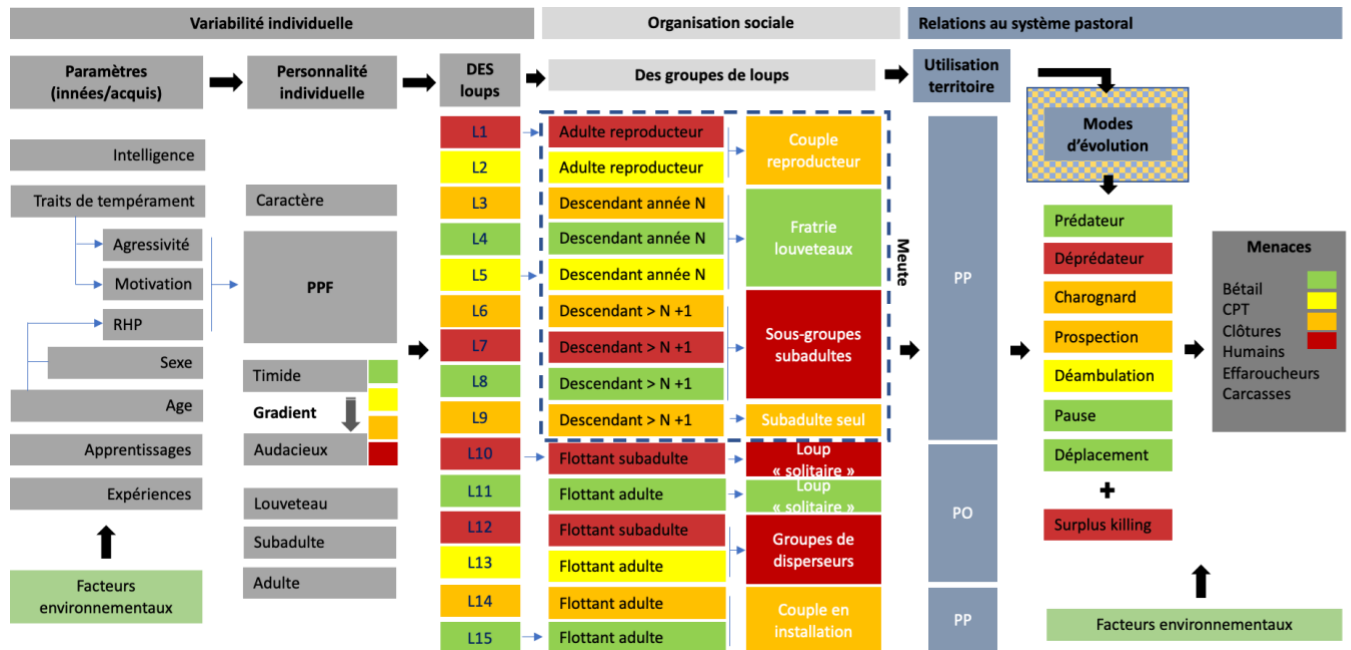 Variabilité individuelle
Organisation sociale
Relations au système pastoral
Paramètres
(innées/acquis)
Personnalité
individuelle
DES
loups
Des groupes de loups
Utilisation
territoire
Modes
d’évolution
Intelligence
Traits de tempérament
Agressivité
Motivation
RHP
Sexe
Age
Apprentissages
Expériences
Facteurs
environnementaux
Caractère
PPF
Timide
Gradient
Audacieux
Louveteau
Subadulte
Adulte
L1
L2
L3
L4
L5
L6
L7
L8
L9
L10
L11
L12
L13
L14
L15
Adulte reproducteur
Adulte reproducteur
Descendant année N
Descendant année N
Descendant année N
Descendant > N +1
Descendant > N +1
Descendant > N +1
Descendant > N +1
Flottant subadulte
Flottant adulte
Flottant subadulte
Flottant adulte
Flottant adulte
Flottant adulte
Couple
reproducteur
Fratrie
louveteaux
Sous-groupes
subadultes
Subadulte seul
Loup
« solitaire »
Loup
« solitaire »
Groupes de
disperseurs
Couple en
installation
Meute
PP
PO
PP
Prédateur
Déprédateur
Charognard
Prospection
Déambulation
Pause
Déplacement
+
Surplus killing
Menaces
Bétail
CPT
Clôtures
Humains
Effaroucheurs
Carcasses
Facteurs environnementaux